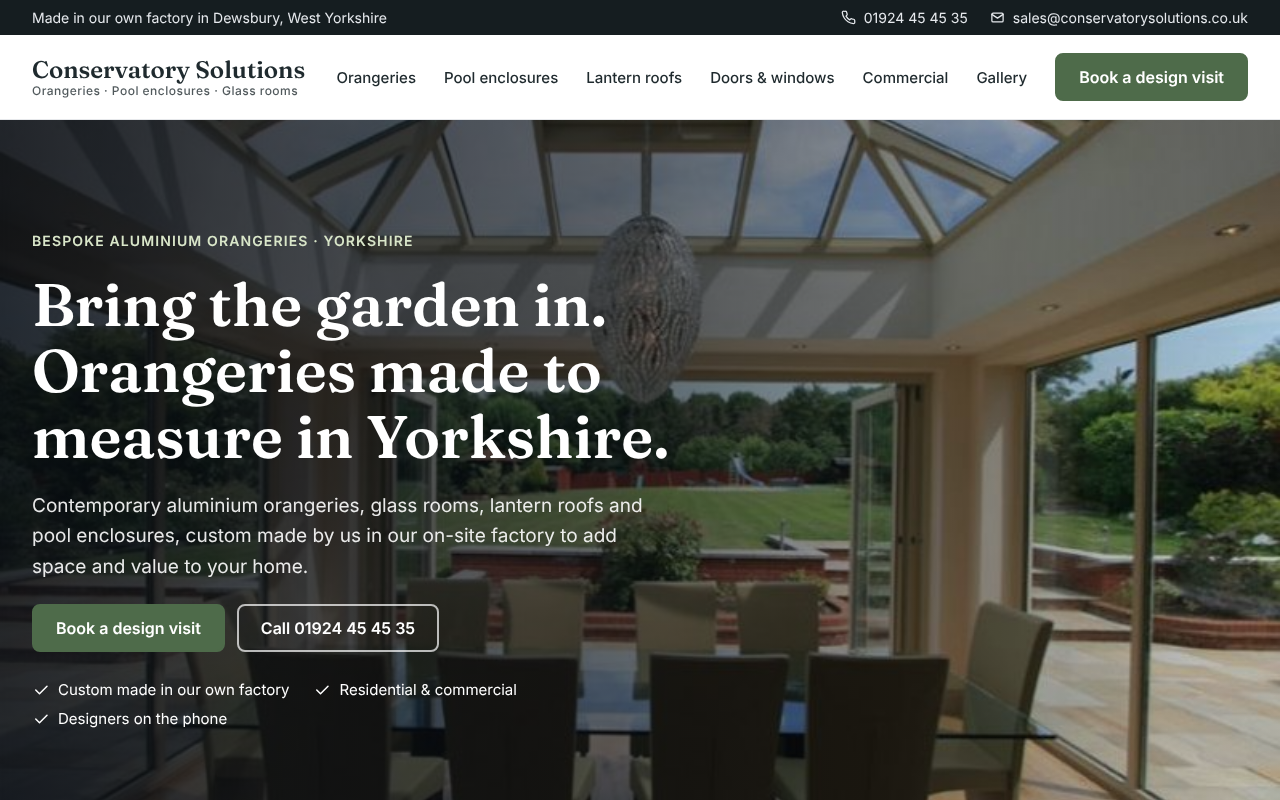 Made in our own factory in Dewsbury, West Yorkshire
01924 45 45 35
sales@conservatorysolutions.co.uk
Conservatory Solutions
Orangeries · Pool enclosures · Glass rooms
Orangeries
Pool enclosures
Lantern roofs
Doors & windows
Commercial
Gallery
Book a design visit
BESPOKE ALUMINIUM ORANGERIES · YORKSHIRE
Bring the garden in.
Orangeries made to
measure in Yorkshire.
Contemporary aluminium orangeries, glass rooms, lantern roofs and
pool enclosures, custom made by us in our on-site factory to add
space and value to your home.
Book a design visit
Call 01924 45 45 35
Custom made in our own factory
Residential & commercial
Designers on the phone